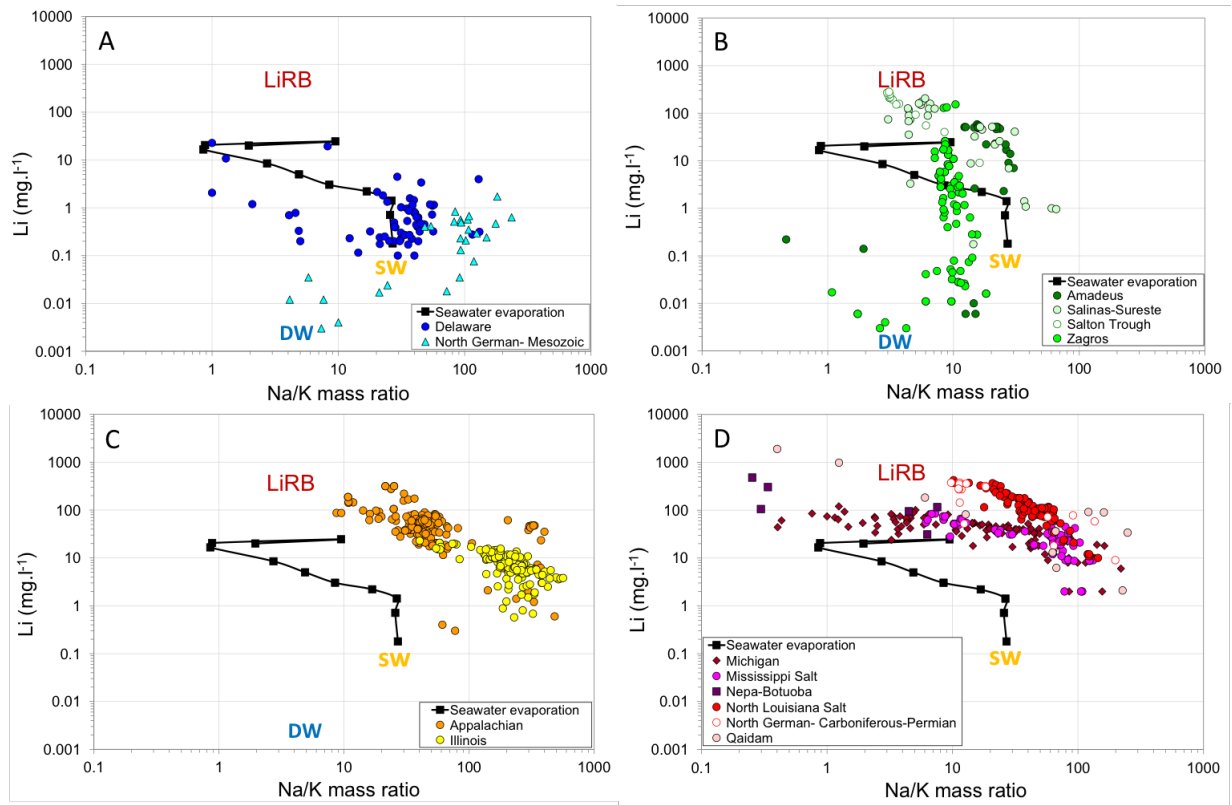 A
LiRB
SW
DW
Li (mg.l-1)
10000
1000
100
10
1
0.1
0.01
0.001
0.1
1
10
100
1000
Na/K mass ratio
Seawater evaporation
Delaware
North German- Mesozoic
B
LiRB
SW
DW
Li (mg.l-1)
10000
1000
100
10
1
0.1
0.01
0.001
0.1
1
10
100
1000
Na/K mass ratio
Seawater evaporation
Amadeus
Salinas-Sureste
Salton Trough
Zagros
C
LiRB
SW
DW
Li (mg.l-1)
10000
1000
100
10
1
0.1
0.01
0.001
0.1
1
10
100
1000
Na/K mass ratio
Seawater evaporation
Appalachian
Illinois
D
LiRB
SW
Li (mg.l-1)
10000
1000
100
10
1
0.1
0.01
0.001
0.1
1
10
100
1000
Na/K mass ratio
Seawater evaporation
Michigan
Mississippi Salt
Nepa-Botuoba
North Louisiana Salt
North German- Carboniferous-Permian
Qaidam